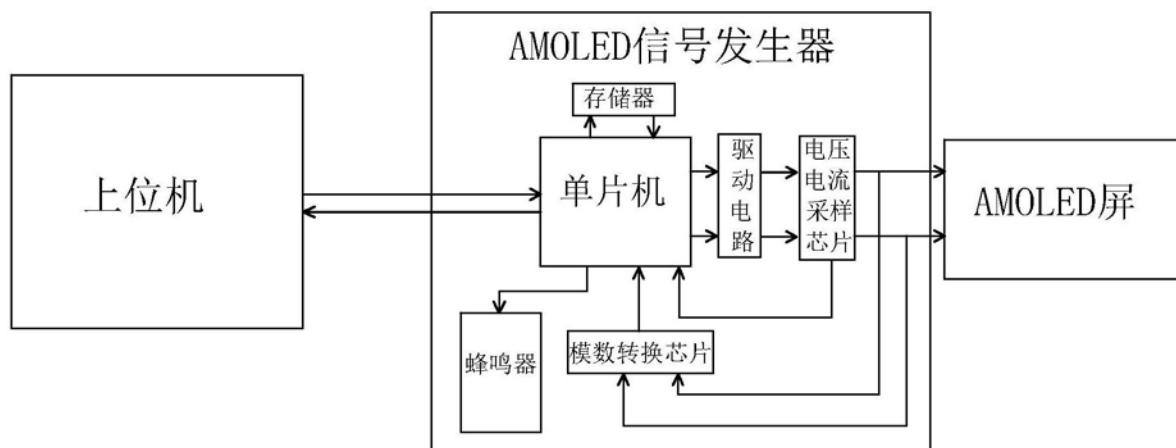 AMOLED信号发生器
存储器
上位机
单片机
驱
动
电
路
电压
电流
采样
芯片
AMOLED屏
蜂鸣器
模数转换芯片